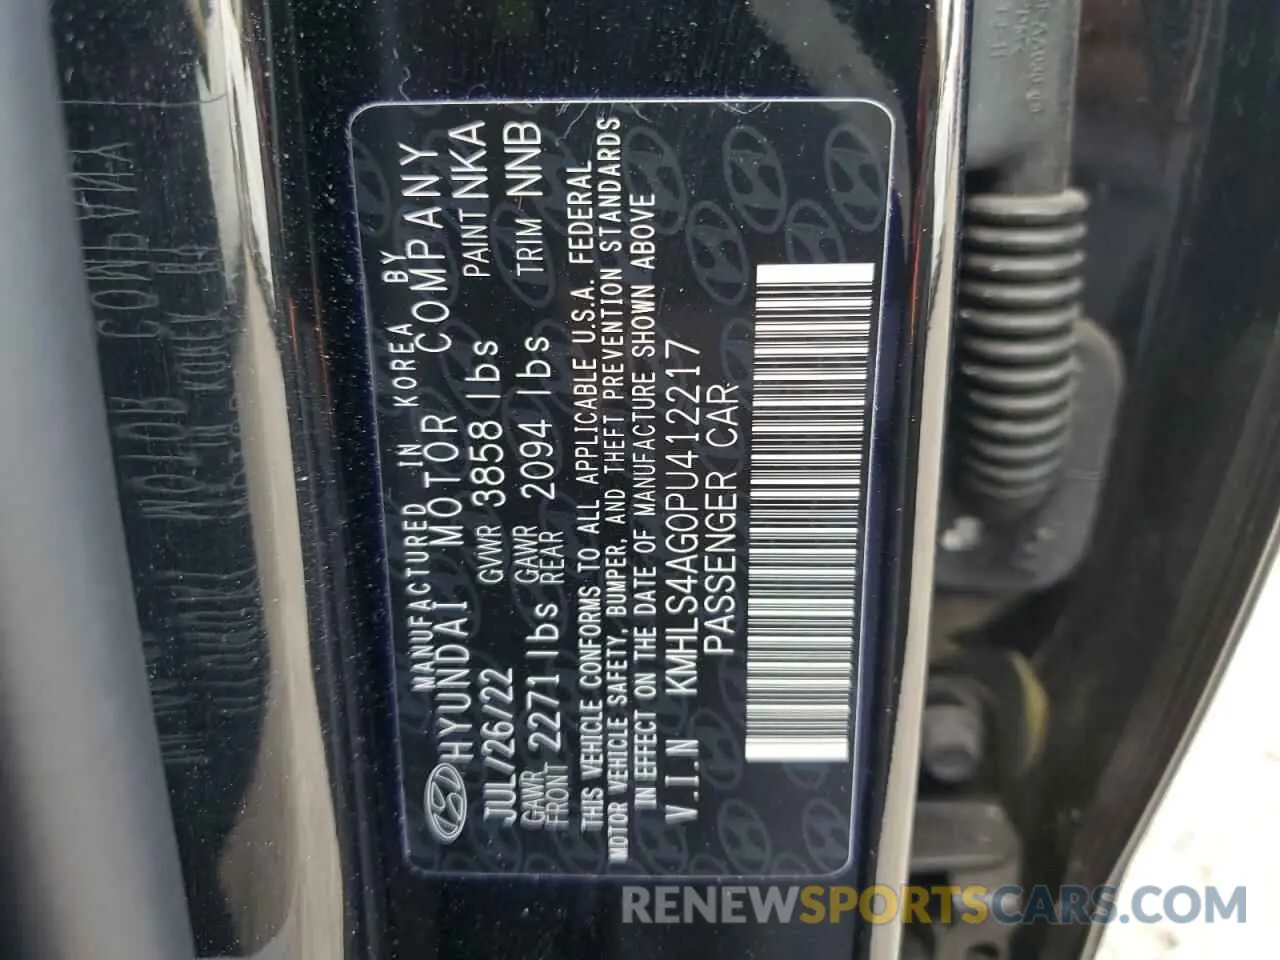 MANUFACTURED IN KOREA BY
HYUNDAI MOTOR COMPANY
JUL/26/22 GVWR 3858 lbs PAINT NKA
GAWR FRONT 2271 lbs GAWR REAR 2094 lbs TRIM NNB
THIS VEHICLE CONFORMS TO ALL APPLICABLE U.S.A. FEDERAL
MOTOR VEHICLE SAFETY, BUMPER, AND THEFT PREVENTION STANDARDS
IN EFFECT ON THE DATE OF MANUFACTURE SHOWN ABOVE
V.I.N KMHLS4AG0PU412217
PASSENGER CAR
RENEWSPORTSCARS.COM